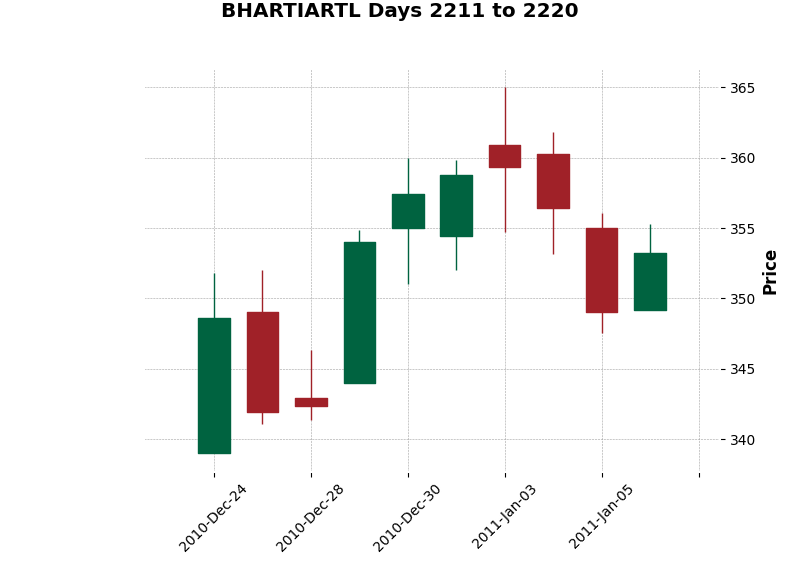 BHARTIARTL Days 2211 to 2220
365
360
355
350
345
340
Price
2010-Dec-24
2010-Dec-28
2010-Dec-30
2011-Jan-03
2011-Jan-05